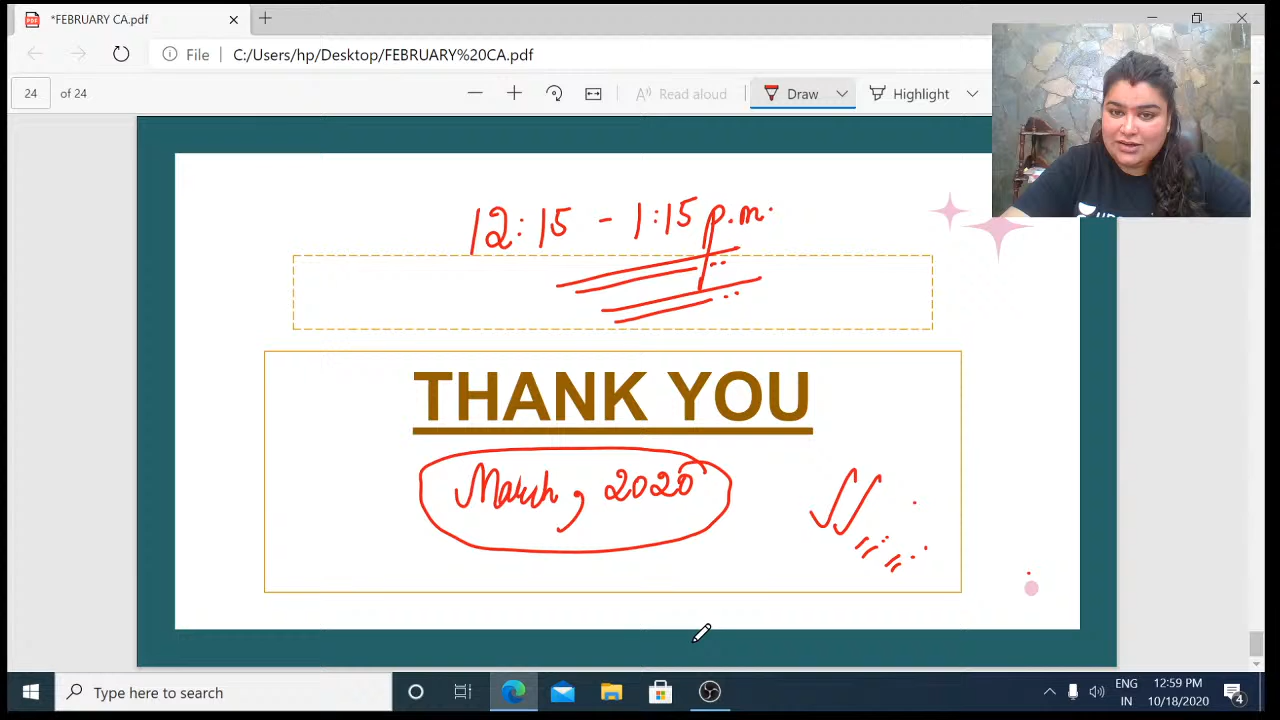 *FEBRUARY CA.pdf
File C:/Users/hp/Desktop/FEBRUARY%20CA.pdf
24 of 24 Read aloud Draw Highlight
12:15 - 1:15 p.m.
THANK YOU
March, 2020
Type here to search
ENG 12:59 PM
IN 10/18/2020 4